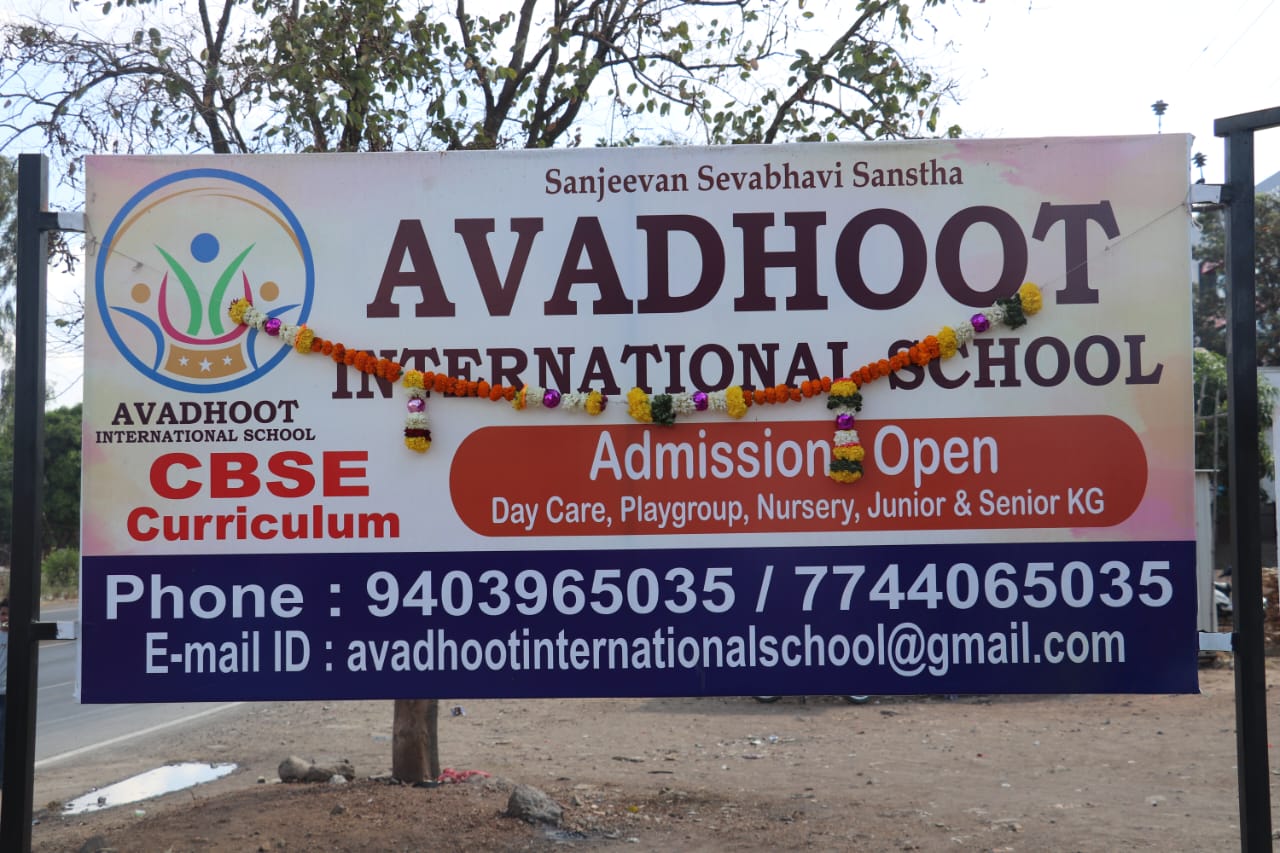 Sanjeevan Sevabhavi Sanstha
AVADHOOT
INTERNATIONAL SCHOOL
AVADHOOT
INTERNATIONAL SCHOOL
CBSE
Curriculum
Admission Open
Day Care, Playgroup, Nursery, Junior & Senior KG
Phone : 9403965035 / 7744065035
E-mail ID : avadhootinternationalschool@gmail.com